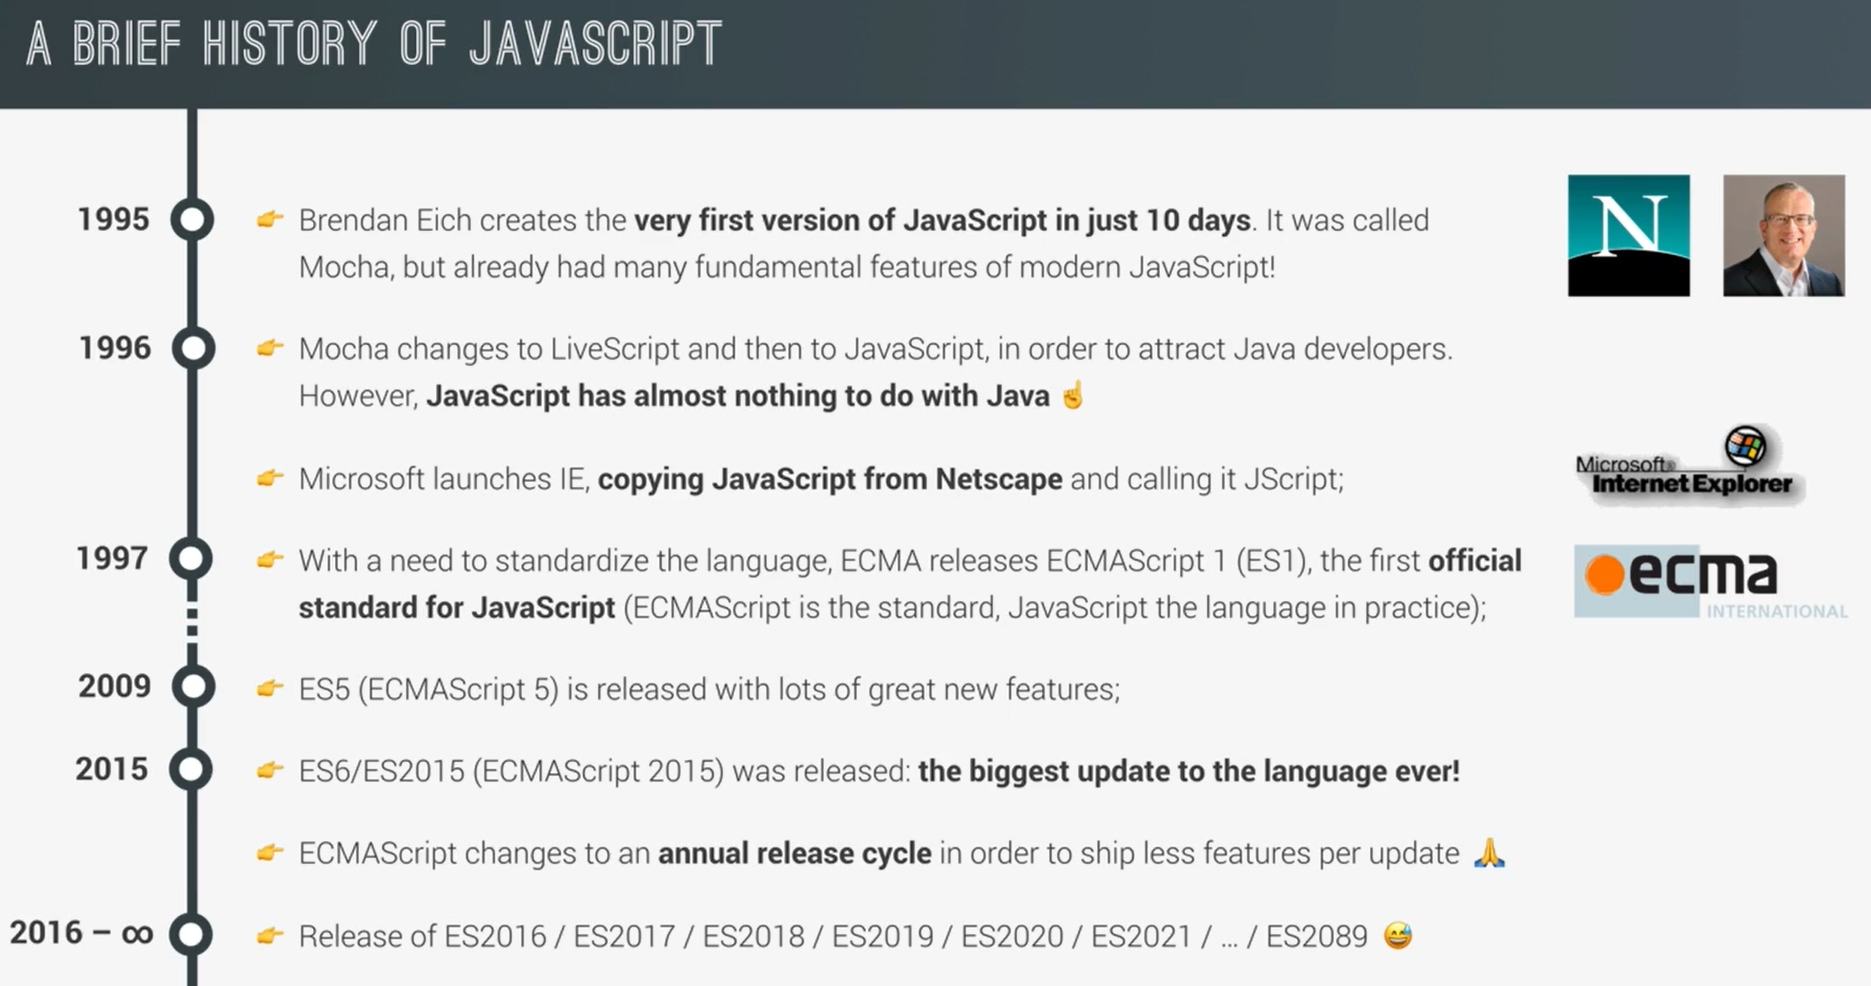 A BRIEF HISTORY OF JAVASCRIPT
1995
👉 Brendan Eich creates the very first version of JavaScript in just 10 days. It was called
Mocha, but already had many fundamental features of modern JavaScript!
N
1996
👉 Mocha changes to LiveScript and then to JavaScript, in order to attract Java developers.
However, JavaScript has almost nothing to do with Java ☝️
👉 Microsoft launches IE, copying JavaScript from Netscape and calling it JScript;
Microsoft®
Internet Explorer
1997
👉 With a need to standardize the language, ECMA releases ECMAScript 1 (ES1), the first official
standard for JavaScript (ECMAScript is the standard, JavaScript the language in practice);
ecma
INTERNATIONAL
2009
👉 ES5 (ECMAScript 5) is released with lots of great new features;
2015
👉 ES6/ES2015 (ECMAScript 2015) was released: the biggest update to the language ever!
👉 ECMAScript changes to an annual release cycle in order to ship less features per update 🙏
2016 – ∞
👉 Release of ES2016 / ES2017 / ES2018 / ES2019 / ES2020 / ES2021 / … / ES2089 😅